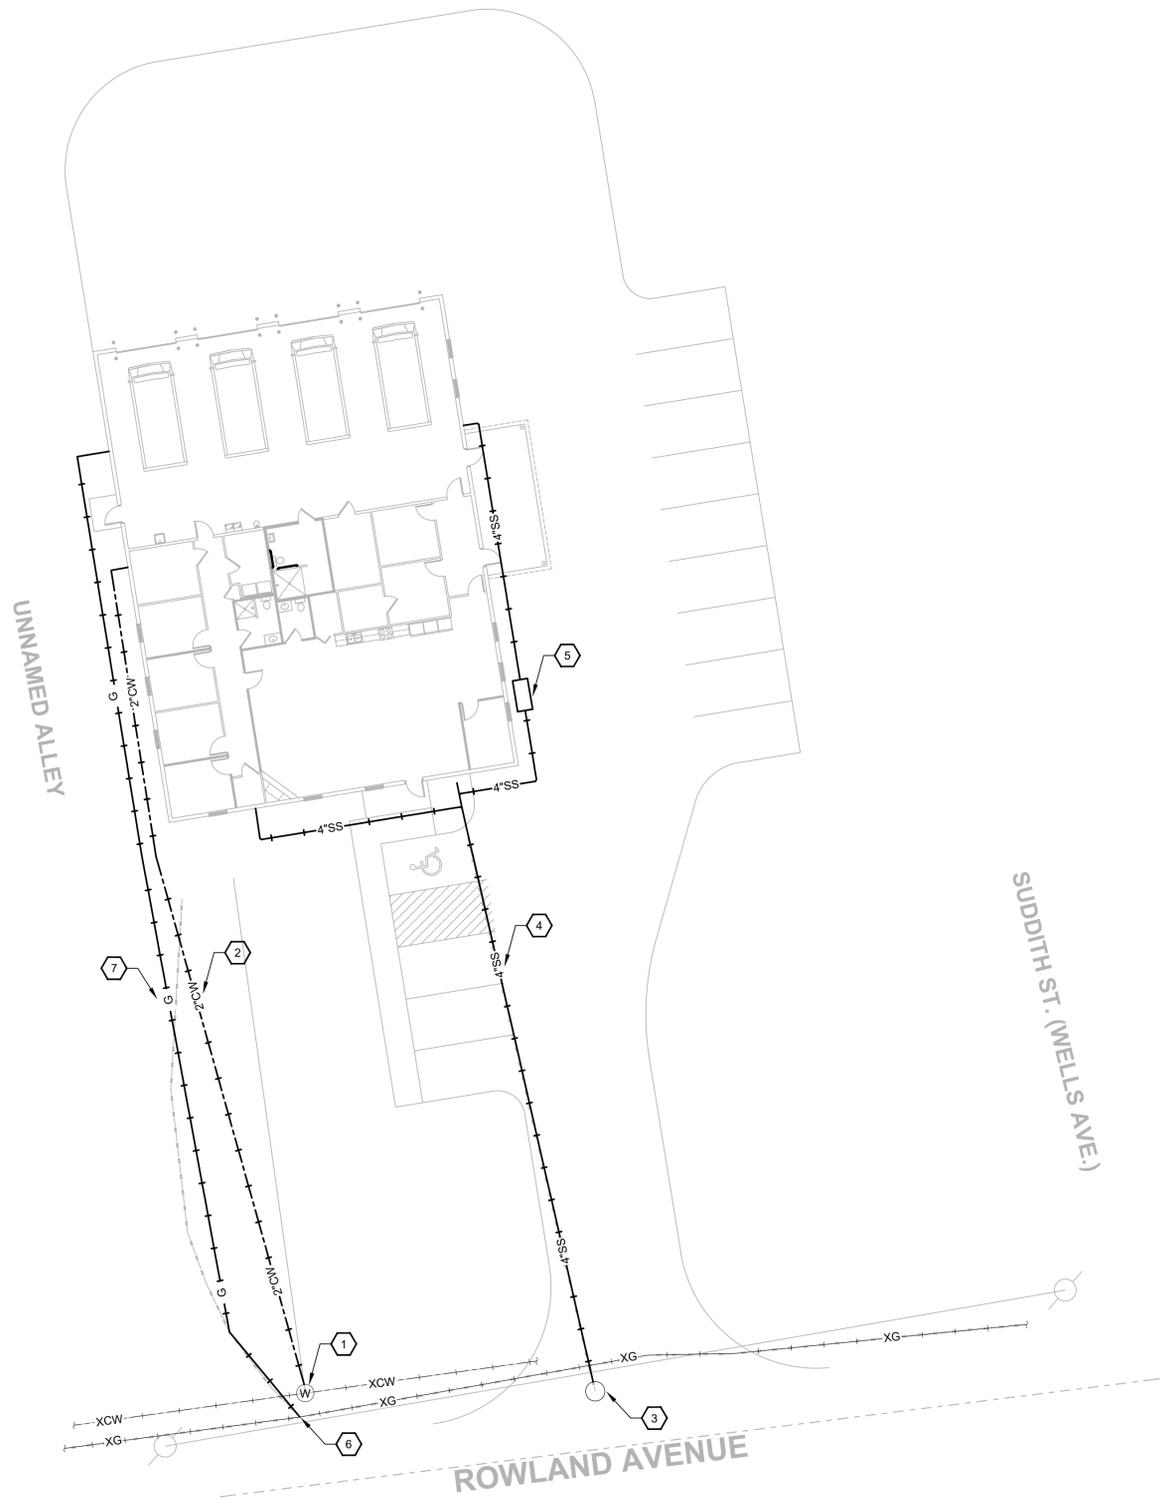 4"SS
UNNAMED ALLEY
5
G
2"CW
4"SS
4"SS
SUDDITH ST. (WELLS AVE.)
4
2
7
4"SS
2"CW
G
4"SS
2"CW
G
1
XG
XG
XCW
W
XG
XCW
3
XG
6
ROWLAND AVENUE